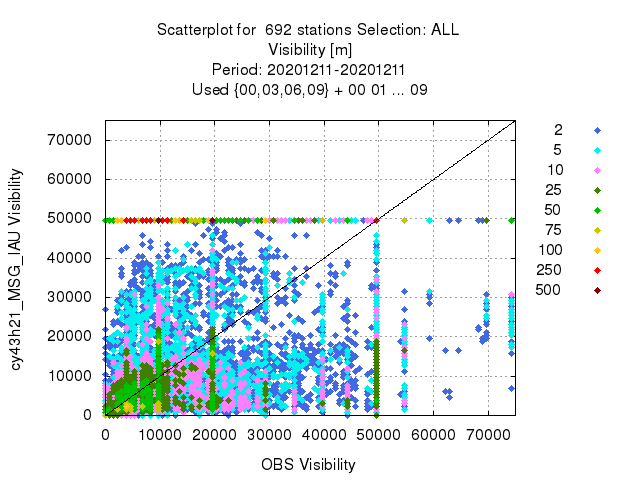 Scatterplot for 692 stations Selection: ALL
Visibility [m]
Period: 20201211-20201211
Used {00,03,06,09} + 00 01 ... 09
cy43h21_MSG_IAU Visibility
70000
60000
50000
40000
30000
20000
10000
0
0 10000 20000 30000 40000 50000 60000 70000
OBS Visibility
2
5
10
25
50
75
100
250
500